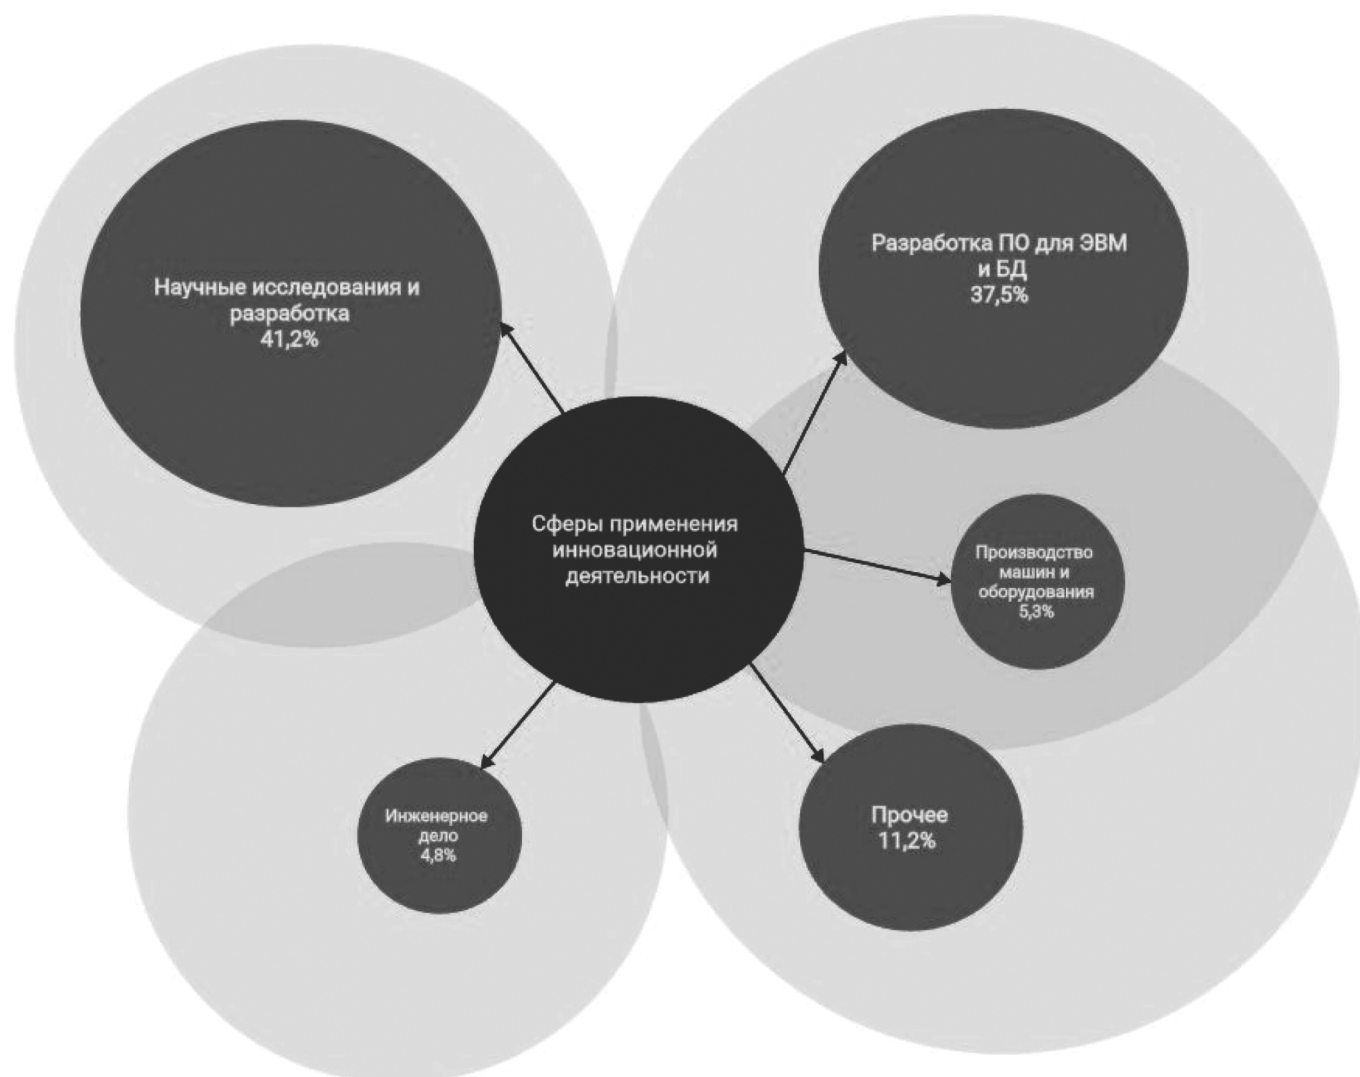 Научные исследования и
разработка
41,2%
Разработка ПО для ЭВМ
и БД
37,5%
Сферы применения
инновационной
деятельности
Производство
машин и
оборудования
5,3%
Инженерное
дело
4,8%
Прочее
11,2%